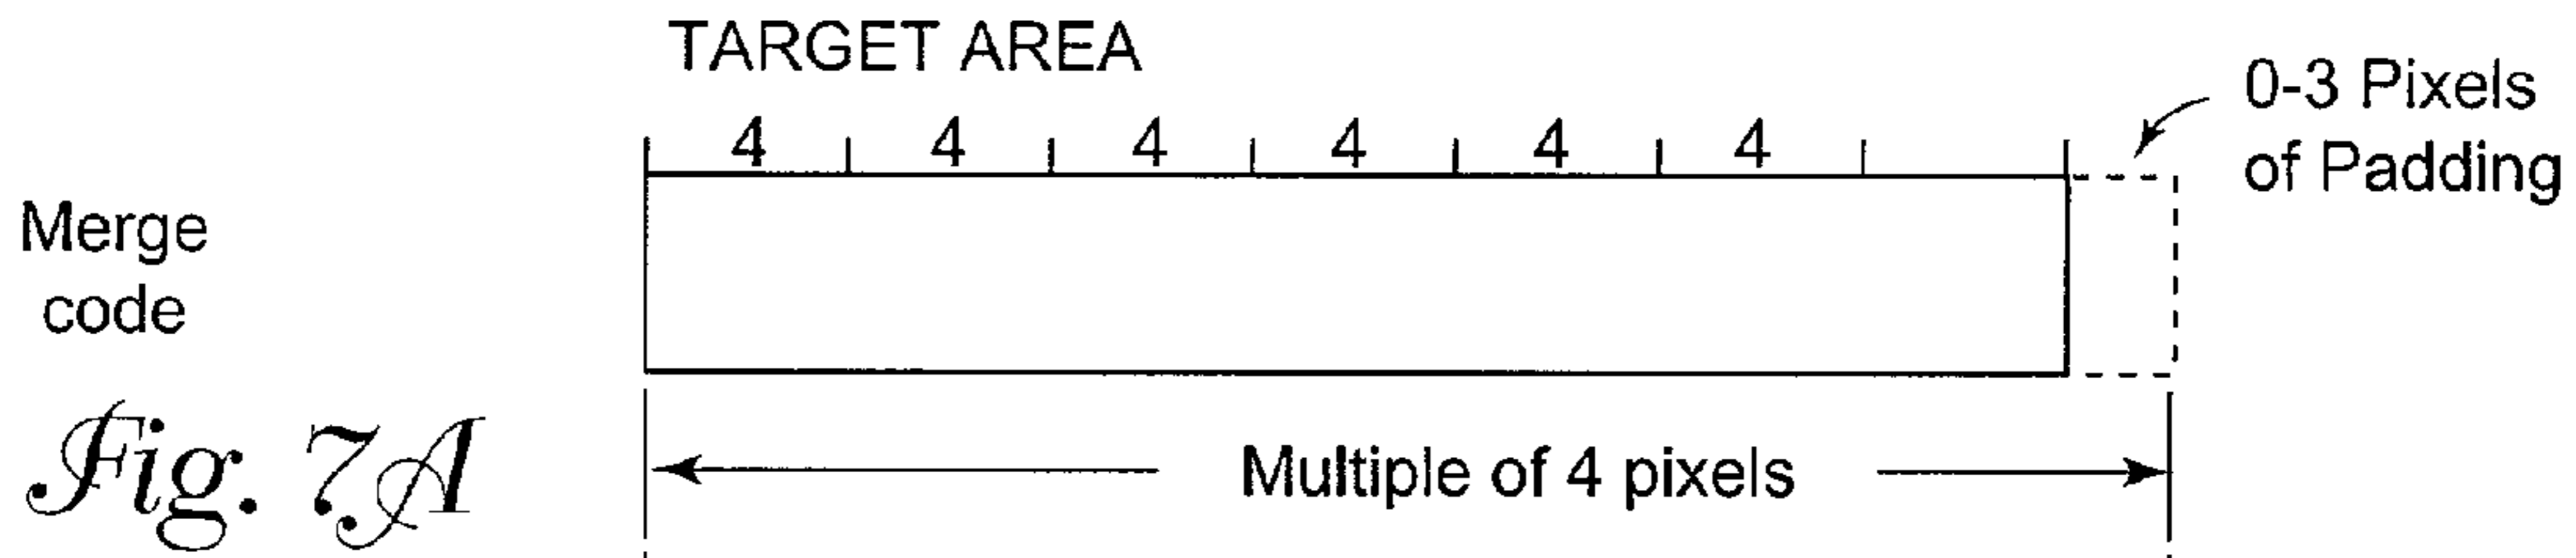 TARGET AREA
0-3 Pixels
of Padding
4 4 4 4 4 4
Merge
code
Multiple of 4 pixels
Fig. 7A